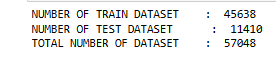 NUMBER OF TRAIN DATASET : 45638
NUMBER OF TEST DATASET : 11410
TOTAL NUMBER OF DATASET : 57048